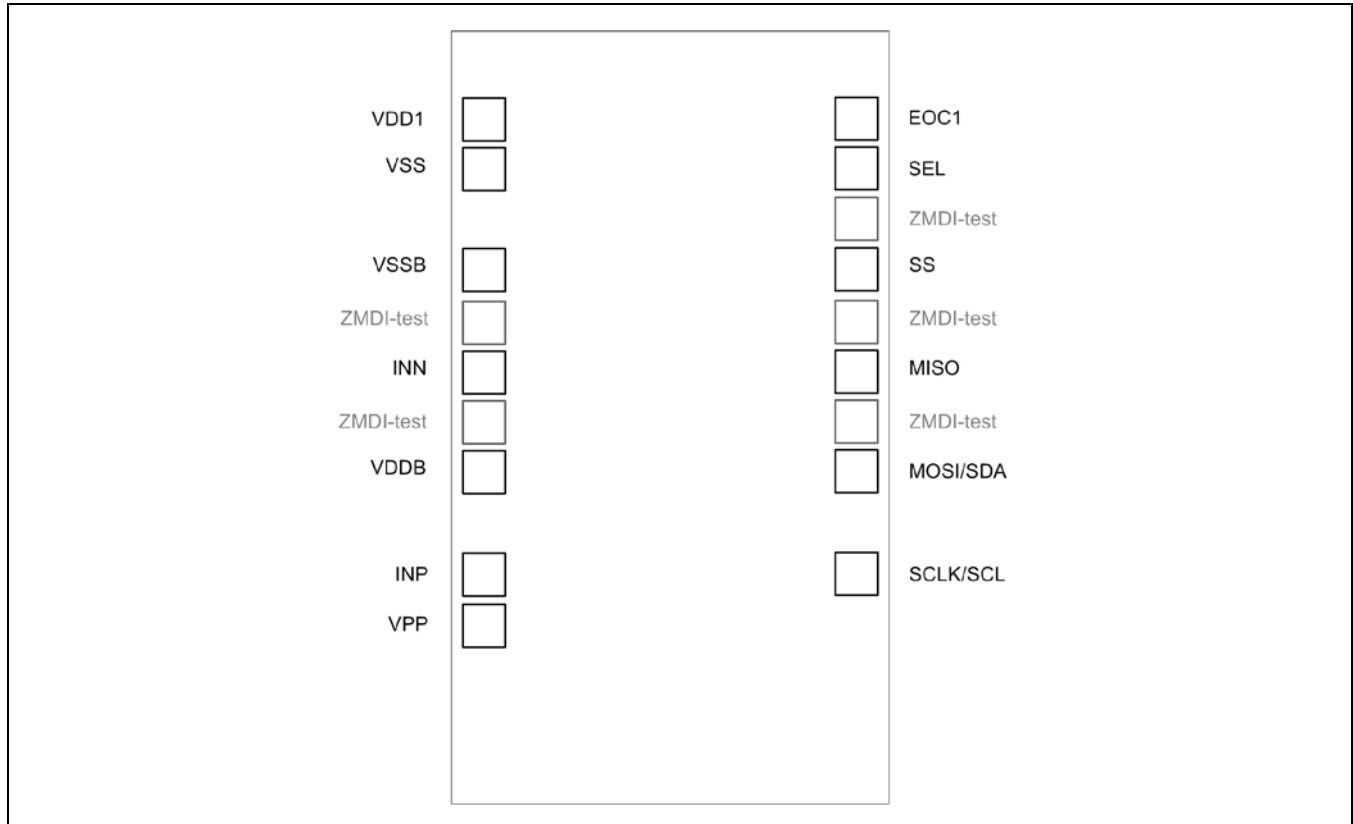 VDD1
VSS
VSSB
ZMDI-test
INN
ZMDI-test
VDDB
INP
VPP
EOC1
SEL
ZMDI-test
SS
ZMDI-test
MISO
ZMDI-test
MOSI/SDA
SCLK/SCL